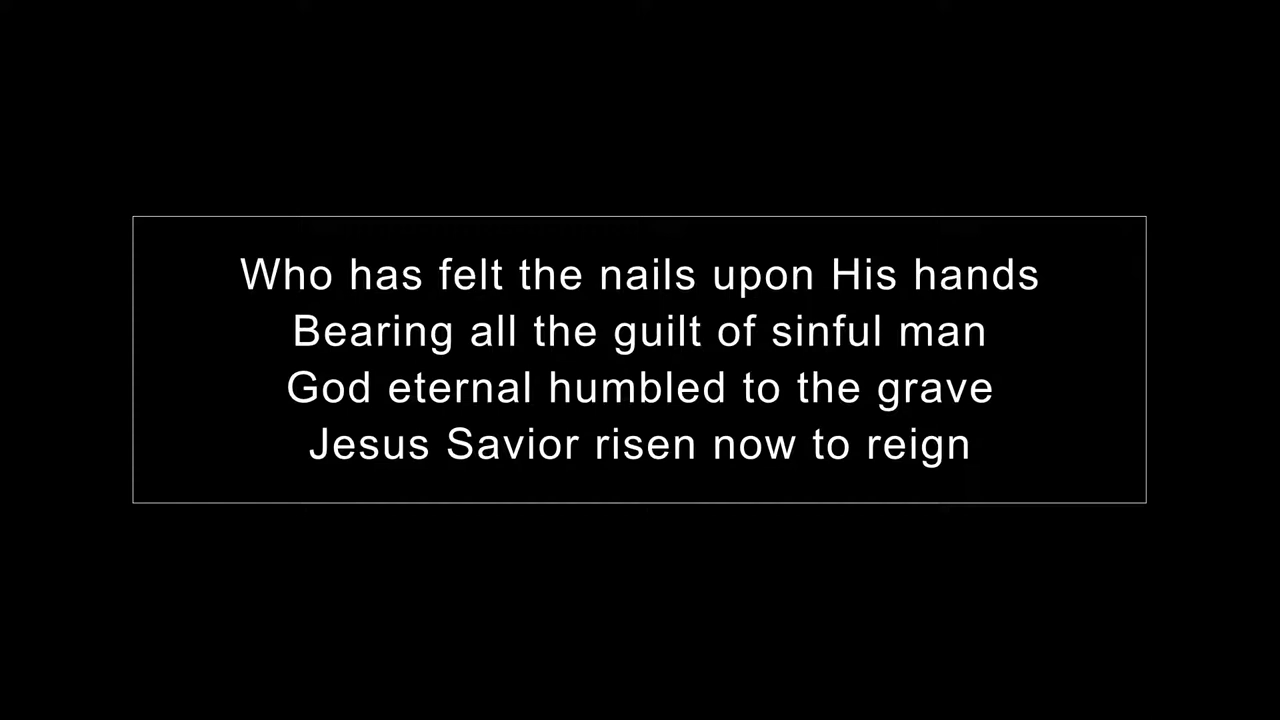 Who has felt the nails upon His hands
Bearing all the guilt of sinful man
God eternal humbled to the grave
Jesus Savior risen now to reign